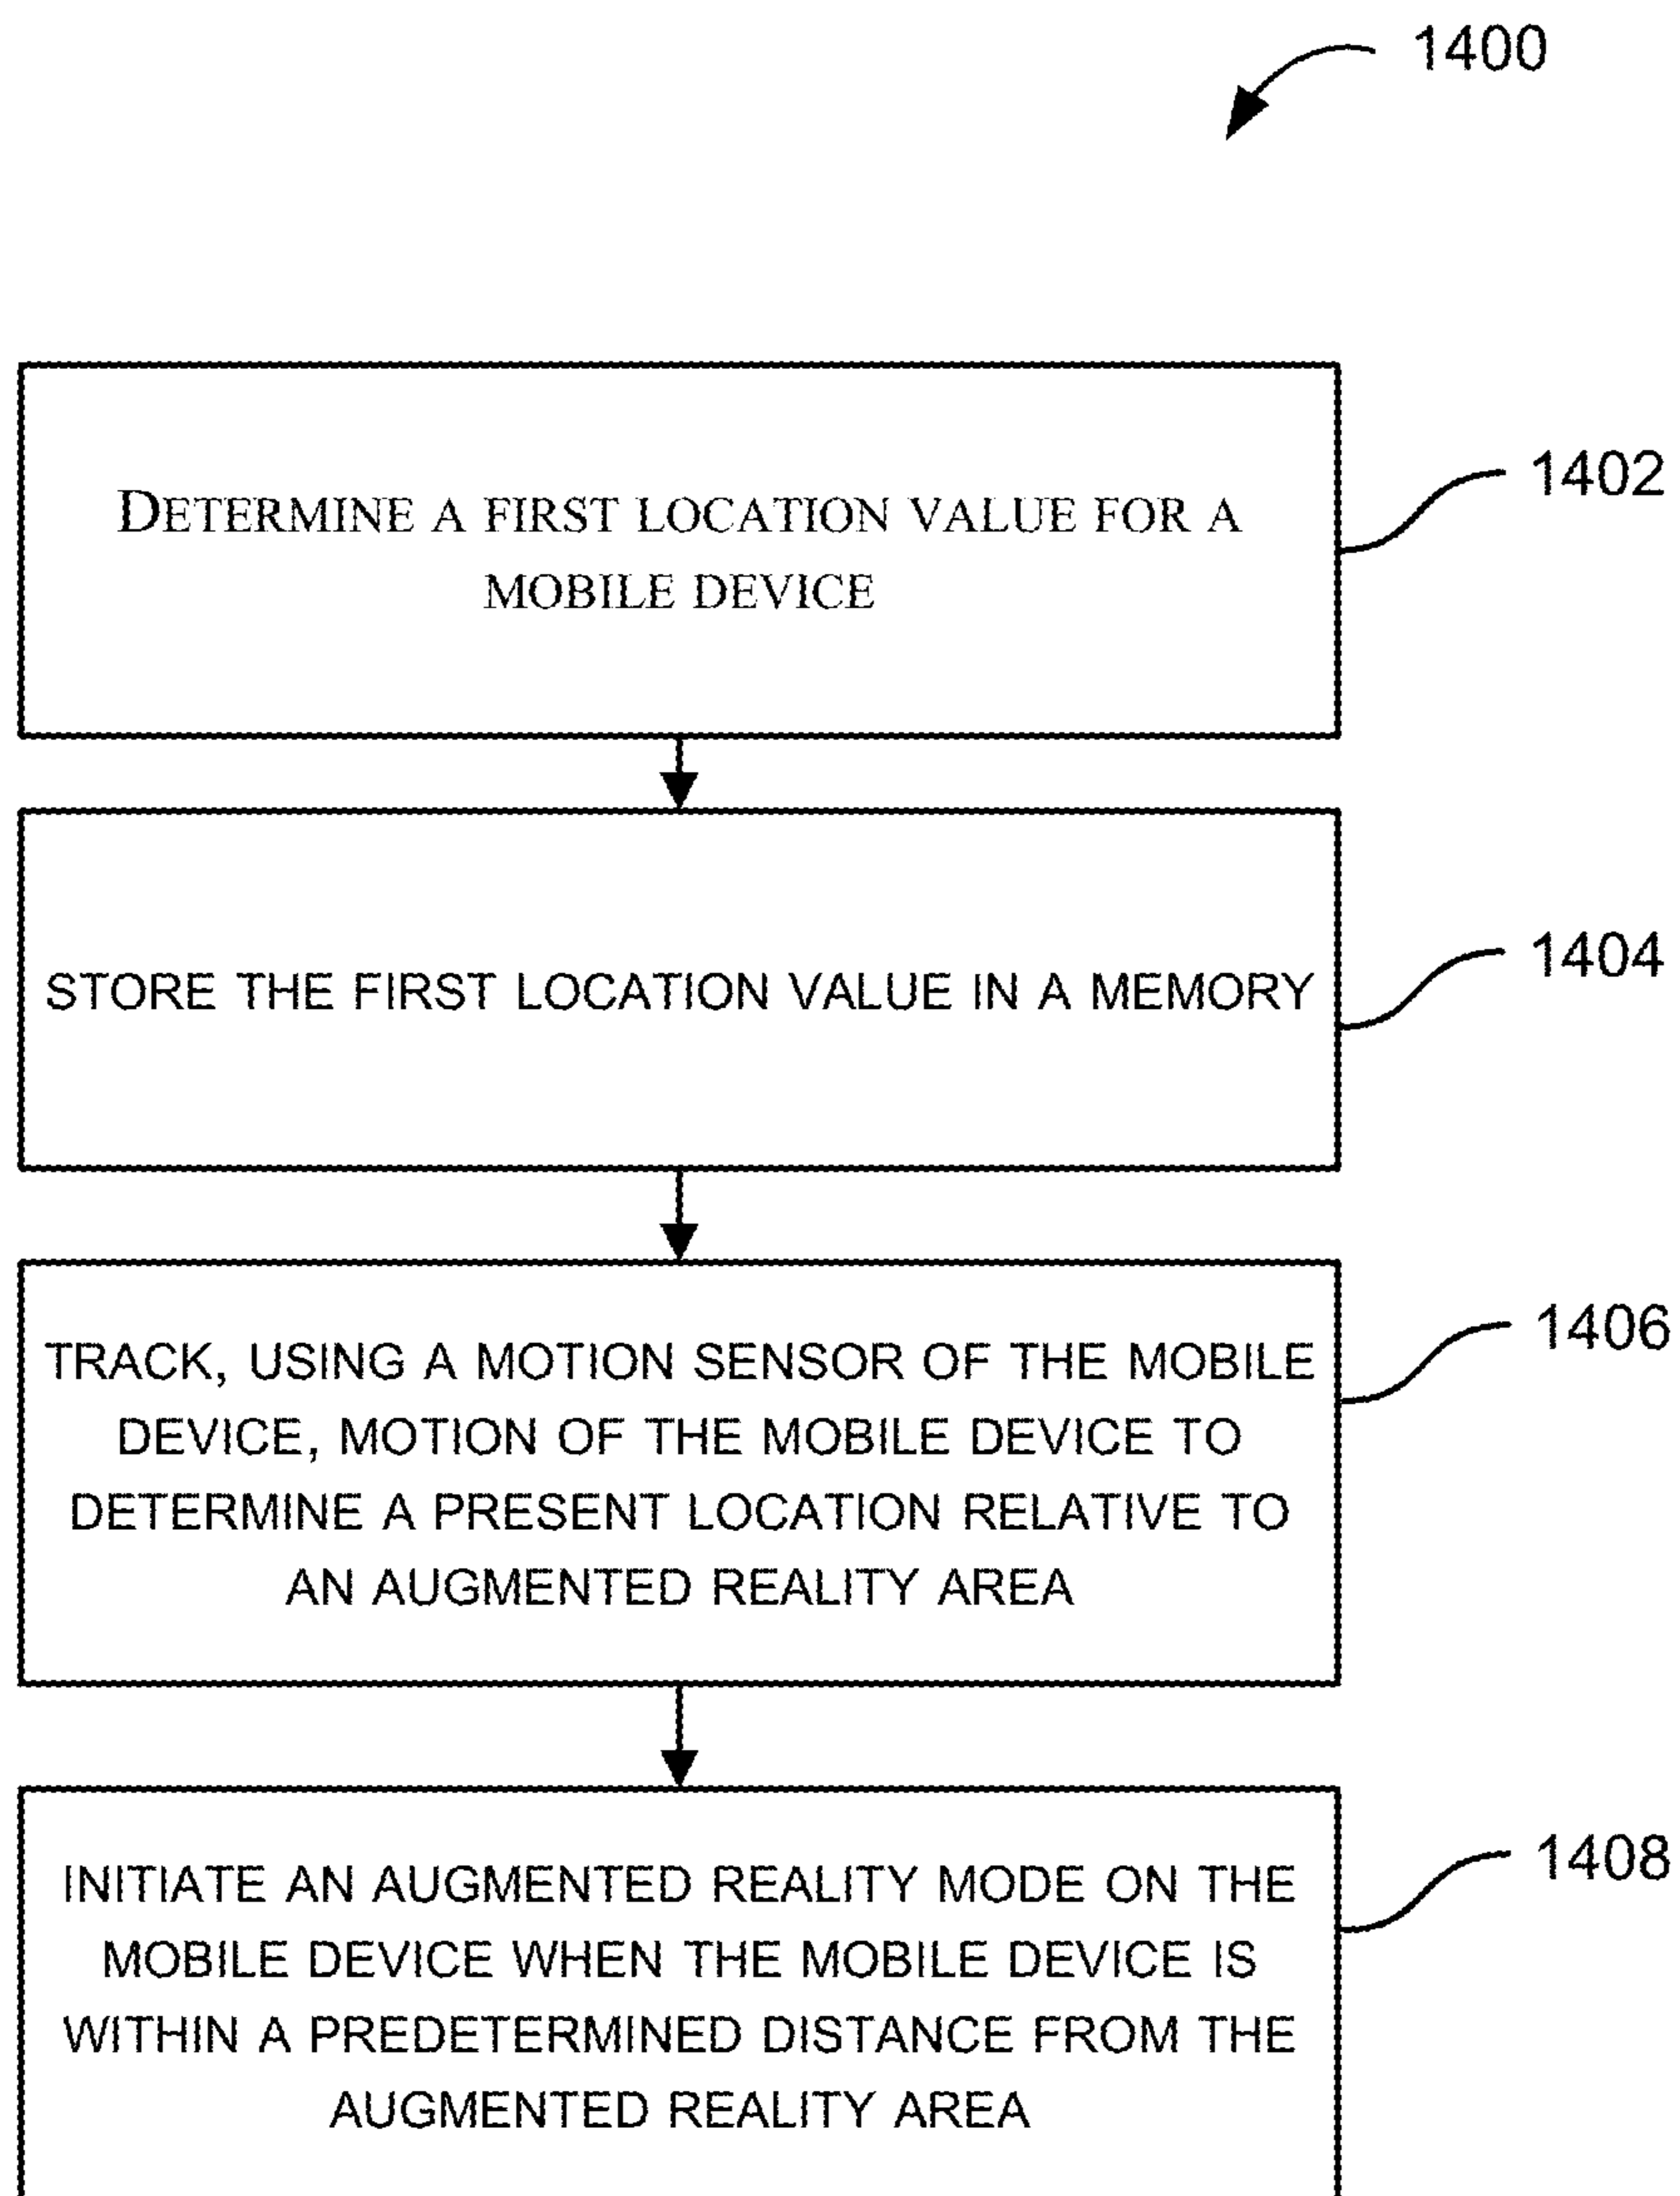 1400
DETERMINE A FIRST LOCATION VALUE FOR A
MOBILE DEVICE
1402
STORE THE FIRST LOCATION VALUE IN A MEMORY
1404
TRACK, USING A MOTION SENSOR OF THE MOBILE
DEVICE, MOTION OF THE MOBILE DEVICE TO
DETERMINE A PRESENT LOCATION RELATIVE TO
AN AUGMENTED REALITY AREA
1406
INITIATE AN AUGMENTED REALITY MODE ON THE
MOBILE DEVICE WHEN THE MOBILE DEVICE IS
WITHIN A PREDETERMINED DISTANCE FROM THE
AUGMENTED REALITY AREA
1408